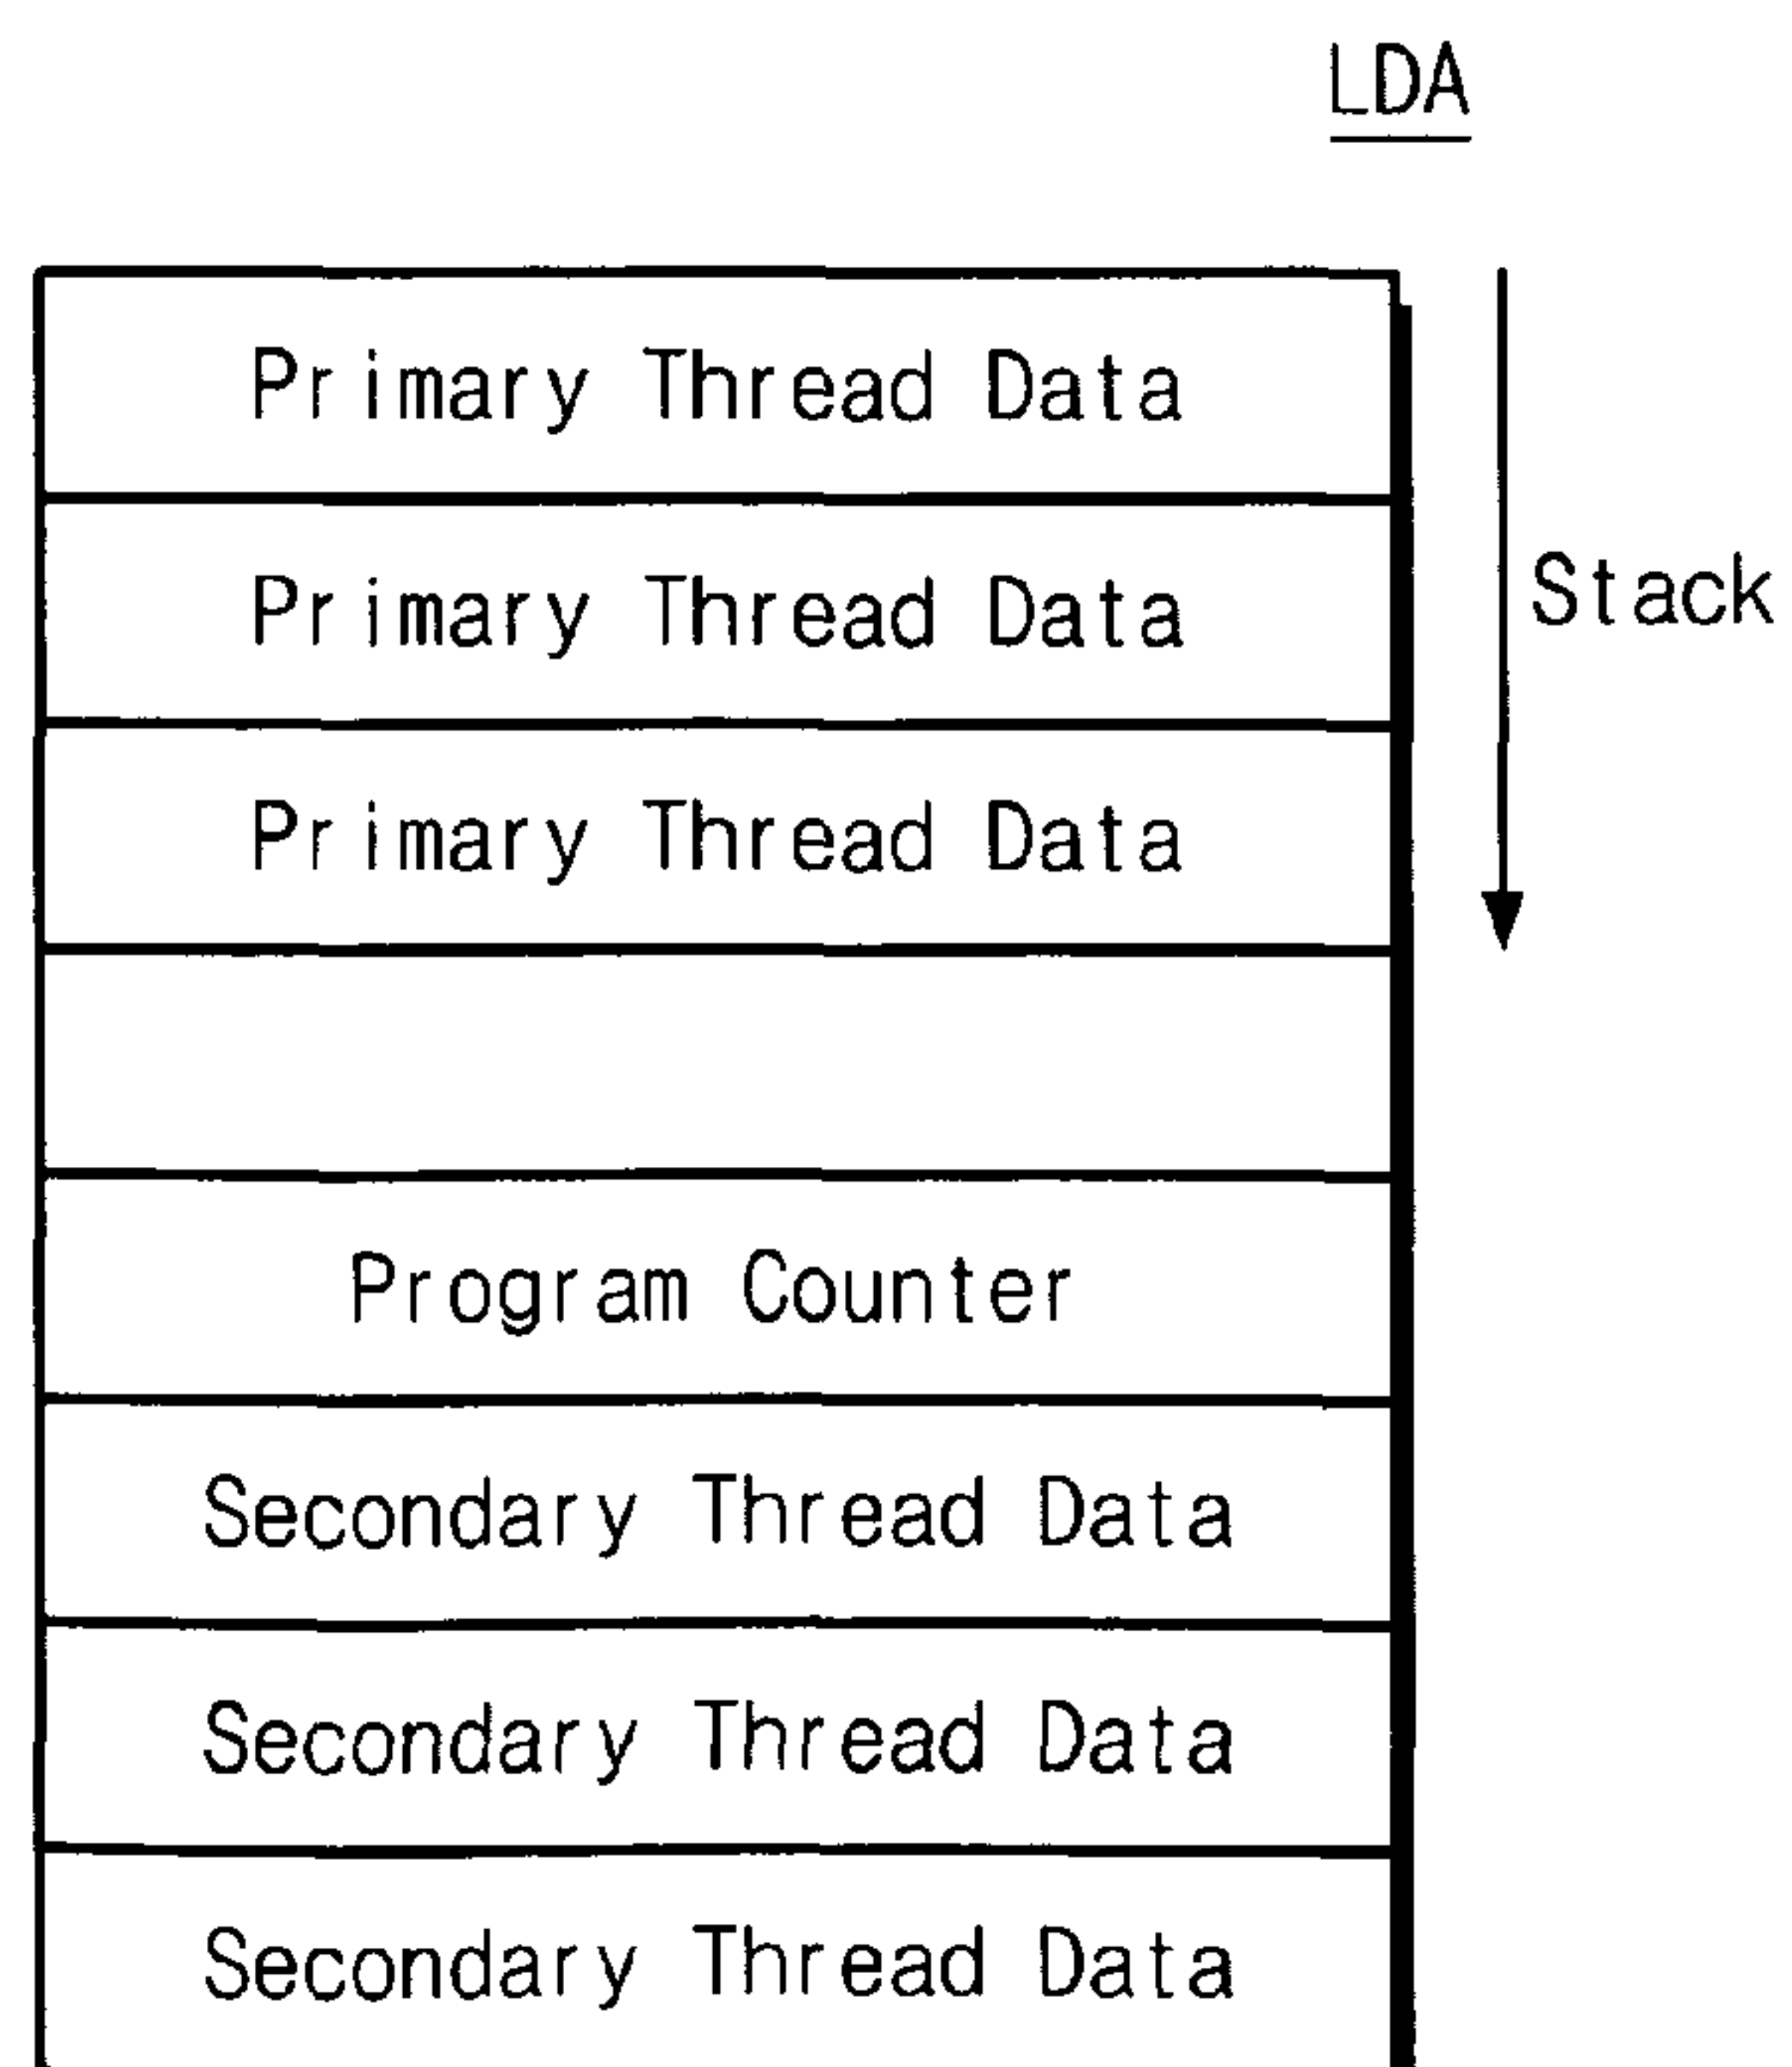 LDA
Primary Thread Data
Primary Thread Data
Stack
Primary Thread Data
Program Counter
Secondary Thread Data
Secondary Thread Data
Secondary Thread Data